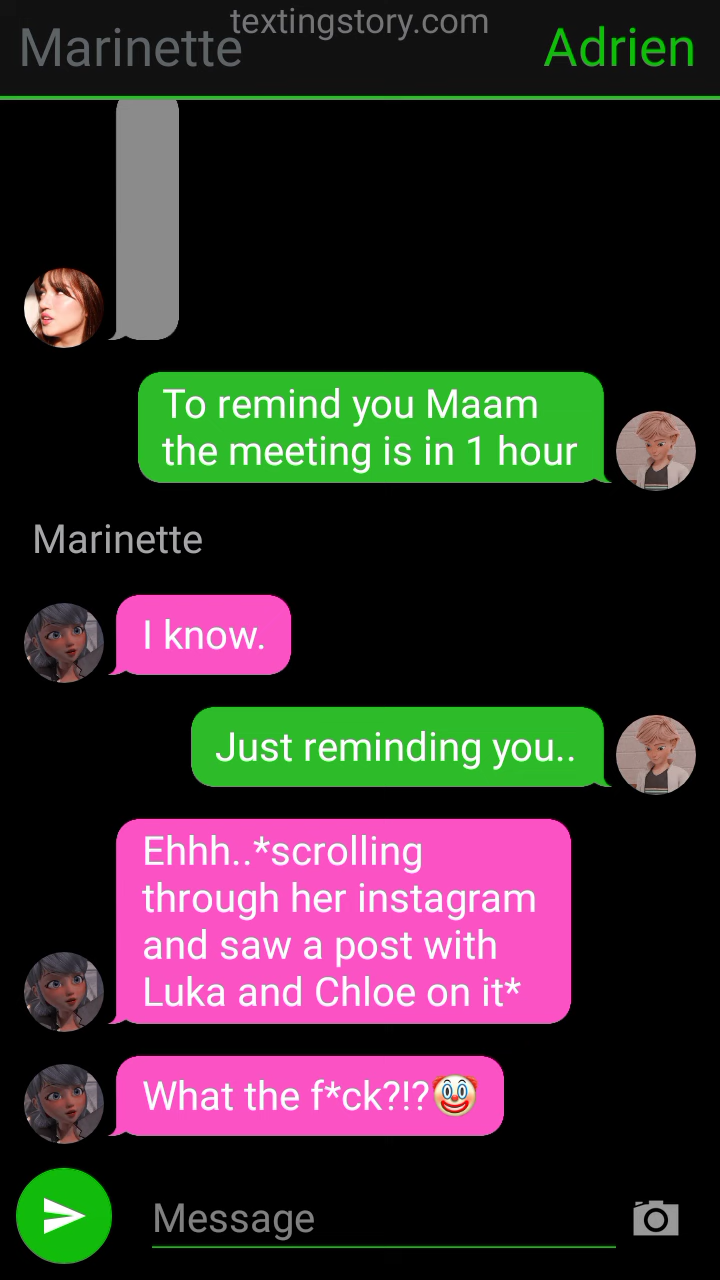 textingstory.com
Marinette
Adrien
To remind you Maam
the meeting is in 1 hour
Marinette
I know.
Just reminding you..
Ehhh..*scrolling
through her instagram
and saw a post with
Luka and Chloe on it*
What the f*ck?!?🤡
Message